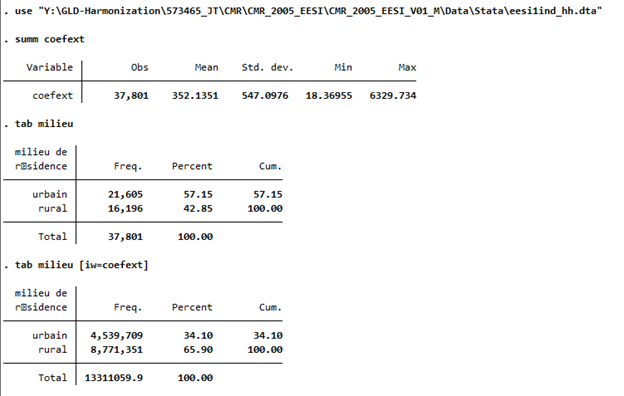 . use "Y:\GLD-Harmonization\573465_JT\CMR\CMR_2005_EESI\CMR_2005_EESI_V01_M\Data\Stata\eesi1ind_hh.dta"
. summ coefext
Variable Obs Mean Std. dev. Min Max
coefext 37,801 352.1351 547.0976 18.36955 6329.734
. tab milieu
milieu de
r�sidence Freq. Percent Cum.
urbain 21,605 57.15 57.15
rural 16,196 42.85 100.00
Total 37,801 100.00
. tab milieu [iw=coefext]
milieu de
r�sidence Freq. Percent Cum.
urbain 4,539,709 34.10 34.10
rural 8,771,351 65.90 100.00
Total 13311059.9 100.00